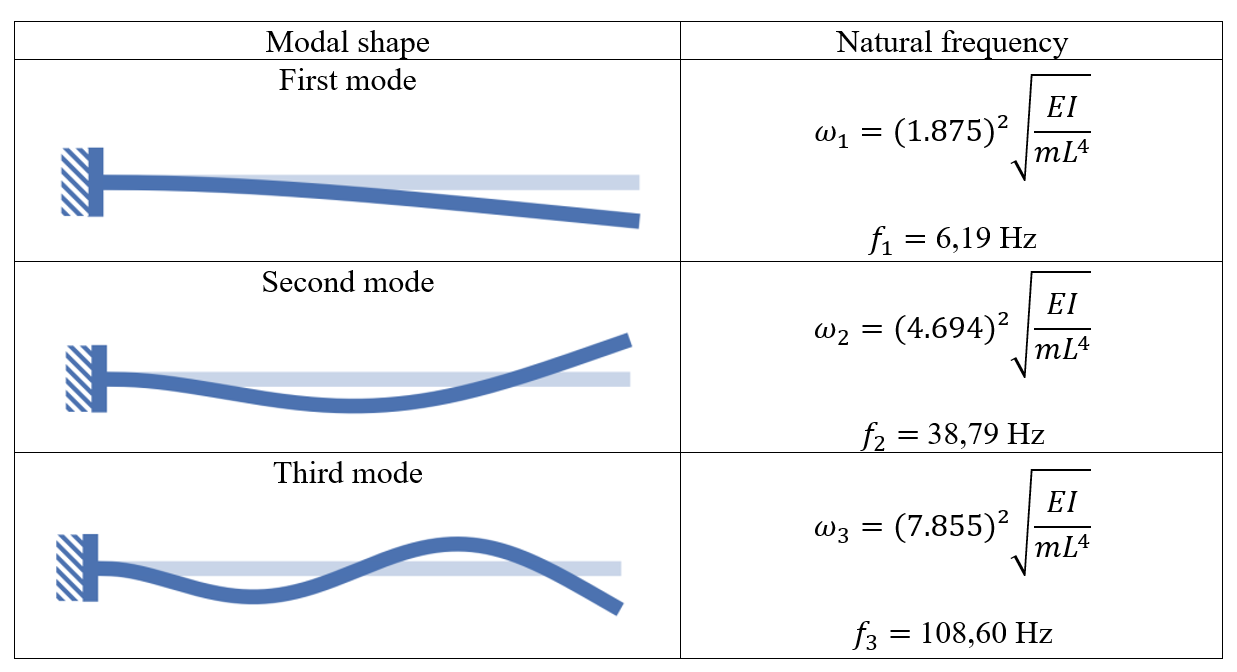 Modal shape
Natural frequency
First mode
ω₁ = (1.875)² √(EI/mL⁴)
f₁ = 6,19 Hz
Second mode
ω₂ = (4.694)² √(EI/mL⁴)
f₂ = 38,79 Hz
Third mode
ω₃ = (7.855)² √(EI/mL⁴)
f₃ = 108,60 Hz